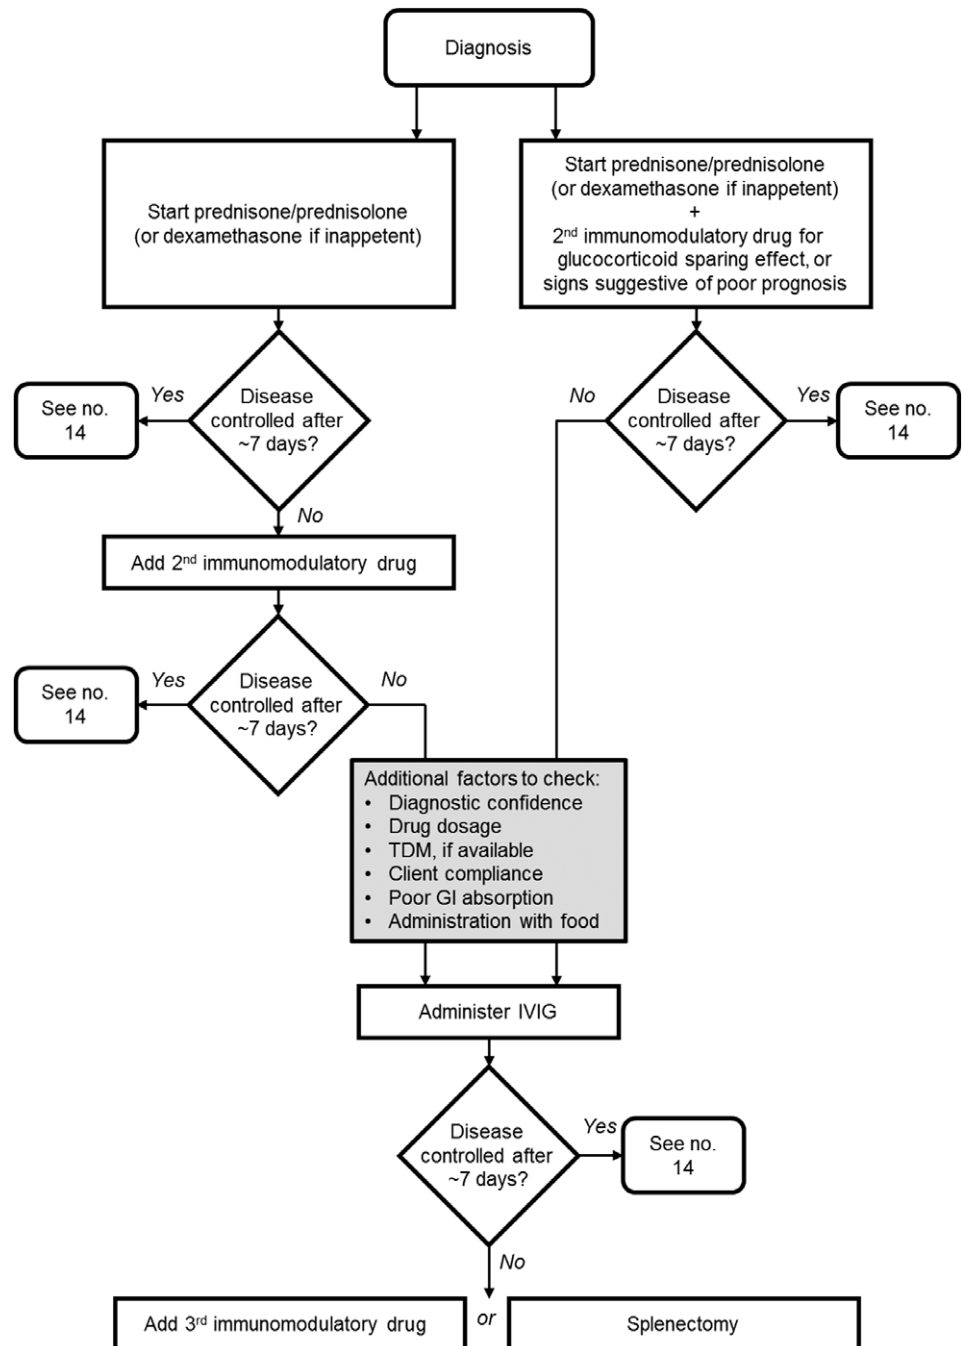 Diagnosis
Start prednisone/prednisolone
(or dexamethasone if inappetent)
Start prednisone/prednisolone
(or dexamethasone if inappetent)
+
2nd immunomodulatory drug for
glucocorticoid sparing effect, or
signs suggestive of poor prognosis
See no.
14
Yes
Disease
controlled after
~7 days?
No
No
Disease
controlled after
~7 days?
Yes
See no.
14
Add 2nd immunomodulatory drug
See no.
14
Yes
Disease
controlled after
~7 days?
No
Additional factors to check:
• Diagnostic confidence
• Drug dosage
• TDM, if available
• Client compliance
• Poor GI absorption
• Administration with food
Administer IVIG
Disease
controlled after
~7 days?
Yes
See no.
14
No
Add 3rd immunomodulatory drug
or
Splenectomy